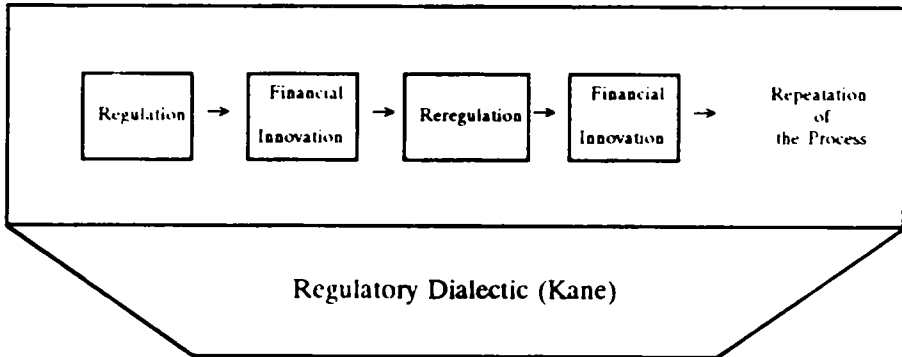 Regulation → Financial Innovation → Reregulation → Financial Innovation → Repeatation
of
the Process
Regulatory Dialectic (Kane)